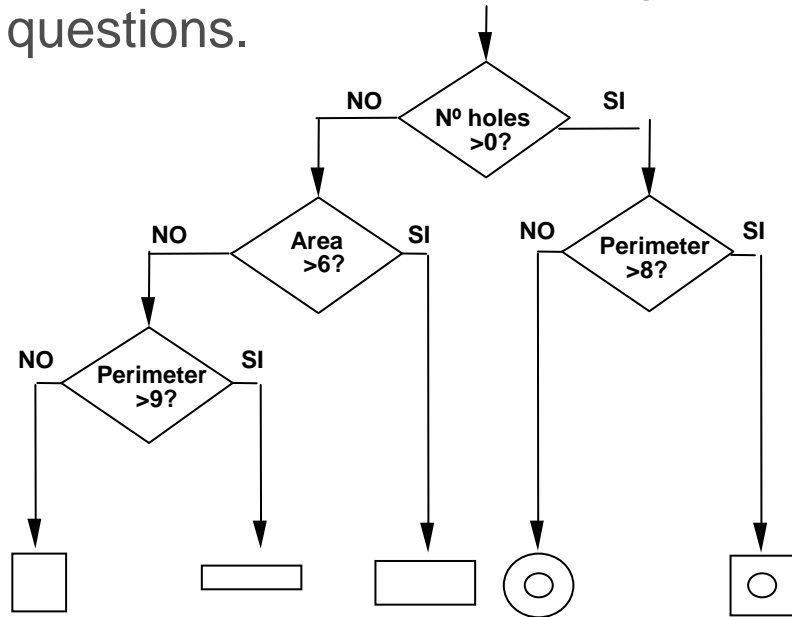 questions.
NO
SI
Nº holes
>0?
NO
Area
>6?
SI
NO
Perimeter
>8?
SI
NO
Perimeter
>9?
SI